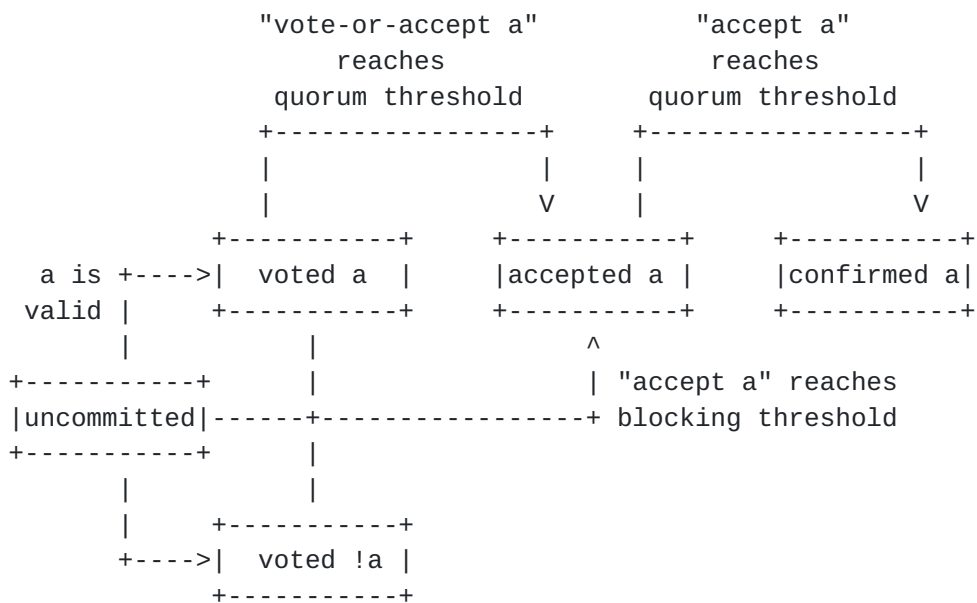 "vote-or-accept a" "accept a"
reaches reaches
quorum threshold quorum threshold
a is voted a accepted a confirmed a
valid
"accept a" reaches
uncommitted blocking threshold
voted !a